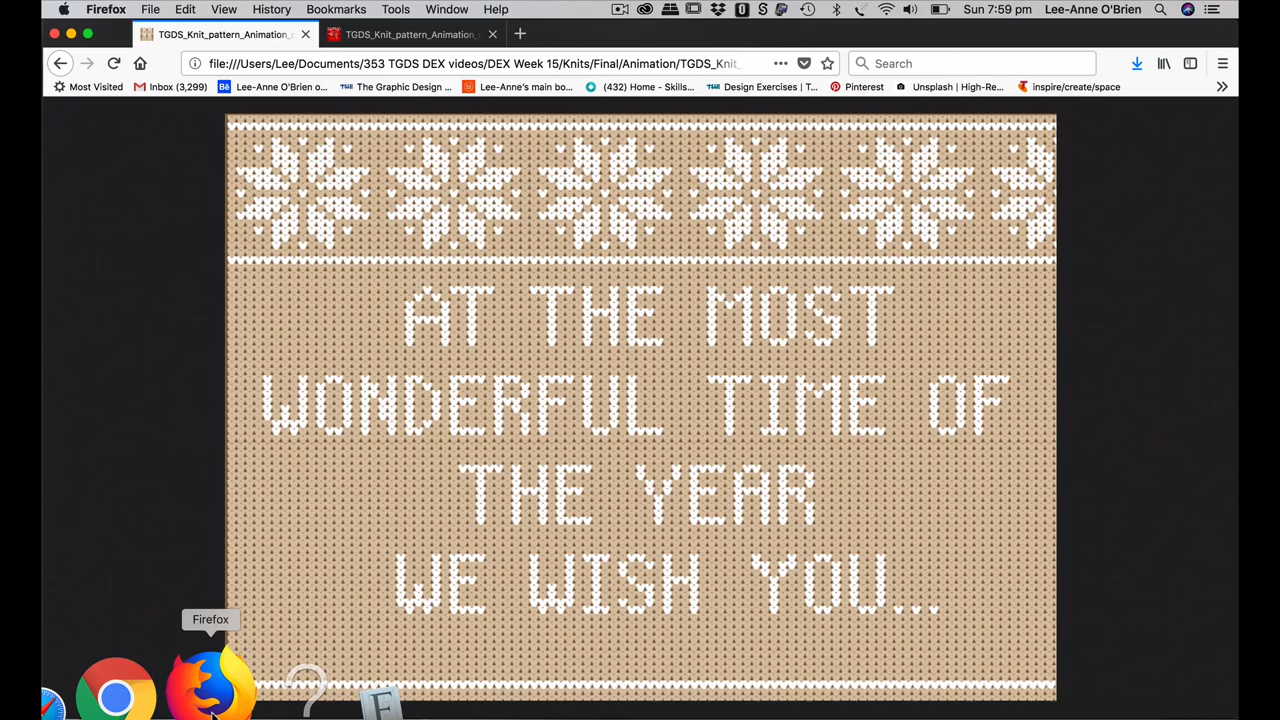 Firefox File Edit View History Bookmarks Tools Window Help Sun 7:59 pm Lee-Anne O'Brien
TGDS_Knit_pattern_Animation_ TGDS_Knit_pattern_Animation_
file:///Users/Lee/Documents/353 TGDS DEX videos/DEX Week 15/Knits/Final/Animation/TGDS_Knit_ Search
Most Visited Inbox (3,299) Lee-Anne O'Brien o... The Graphic Design ... Lee-Anne's main bo... (432) Home - Skills... Design Exercises | T... Pinterest Unsplash | High-Re... inspire/create/space
AT THE MOST
WONDERFUL TIME OF
THE YEAR
WE WISH YOU..
Firefox